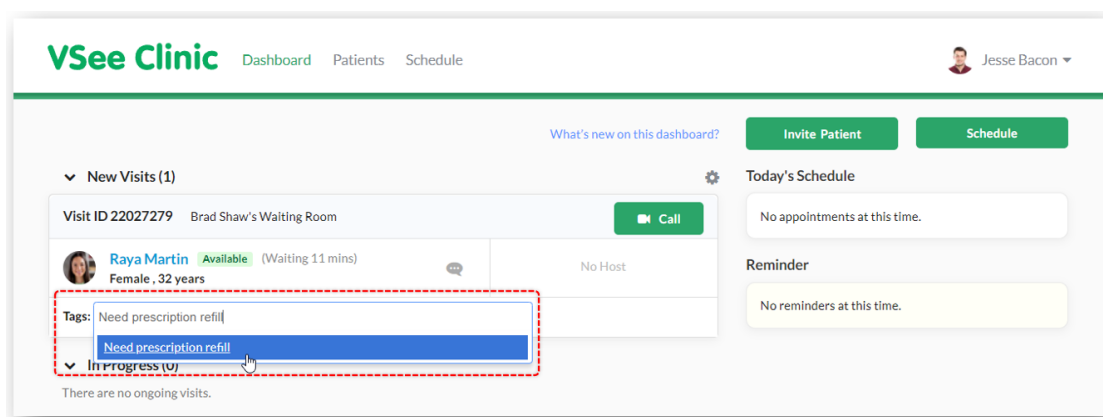 VSee Clinic Dashboard Patients Schedule Jesse Bacon
What's new on this dashboard? Invite Patient Schedule
New Visits (1)
Today's Schedule
Visit ID 22027279 Brad Shaw's Waiting Room Call
No appointments at this time.
Raya Martin Available (Waiting 11 mins)
Female , 32 years
No Host
Reminder
Tags: Need prescription refill
No reminders at this time.
Need prescription refill
In Progress (0)
There are no ongoing visits.